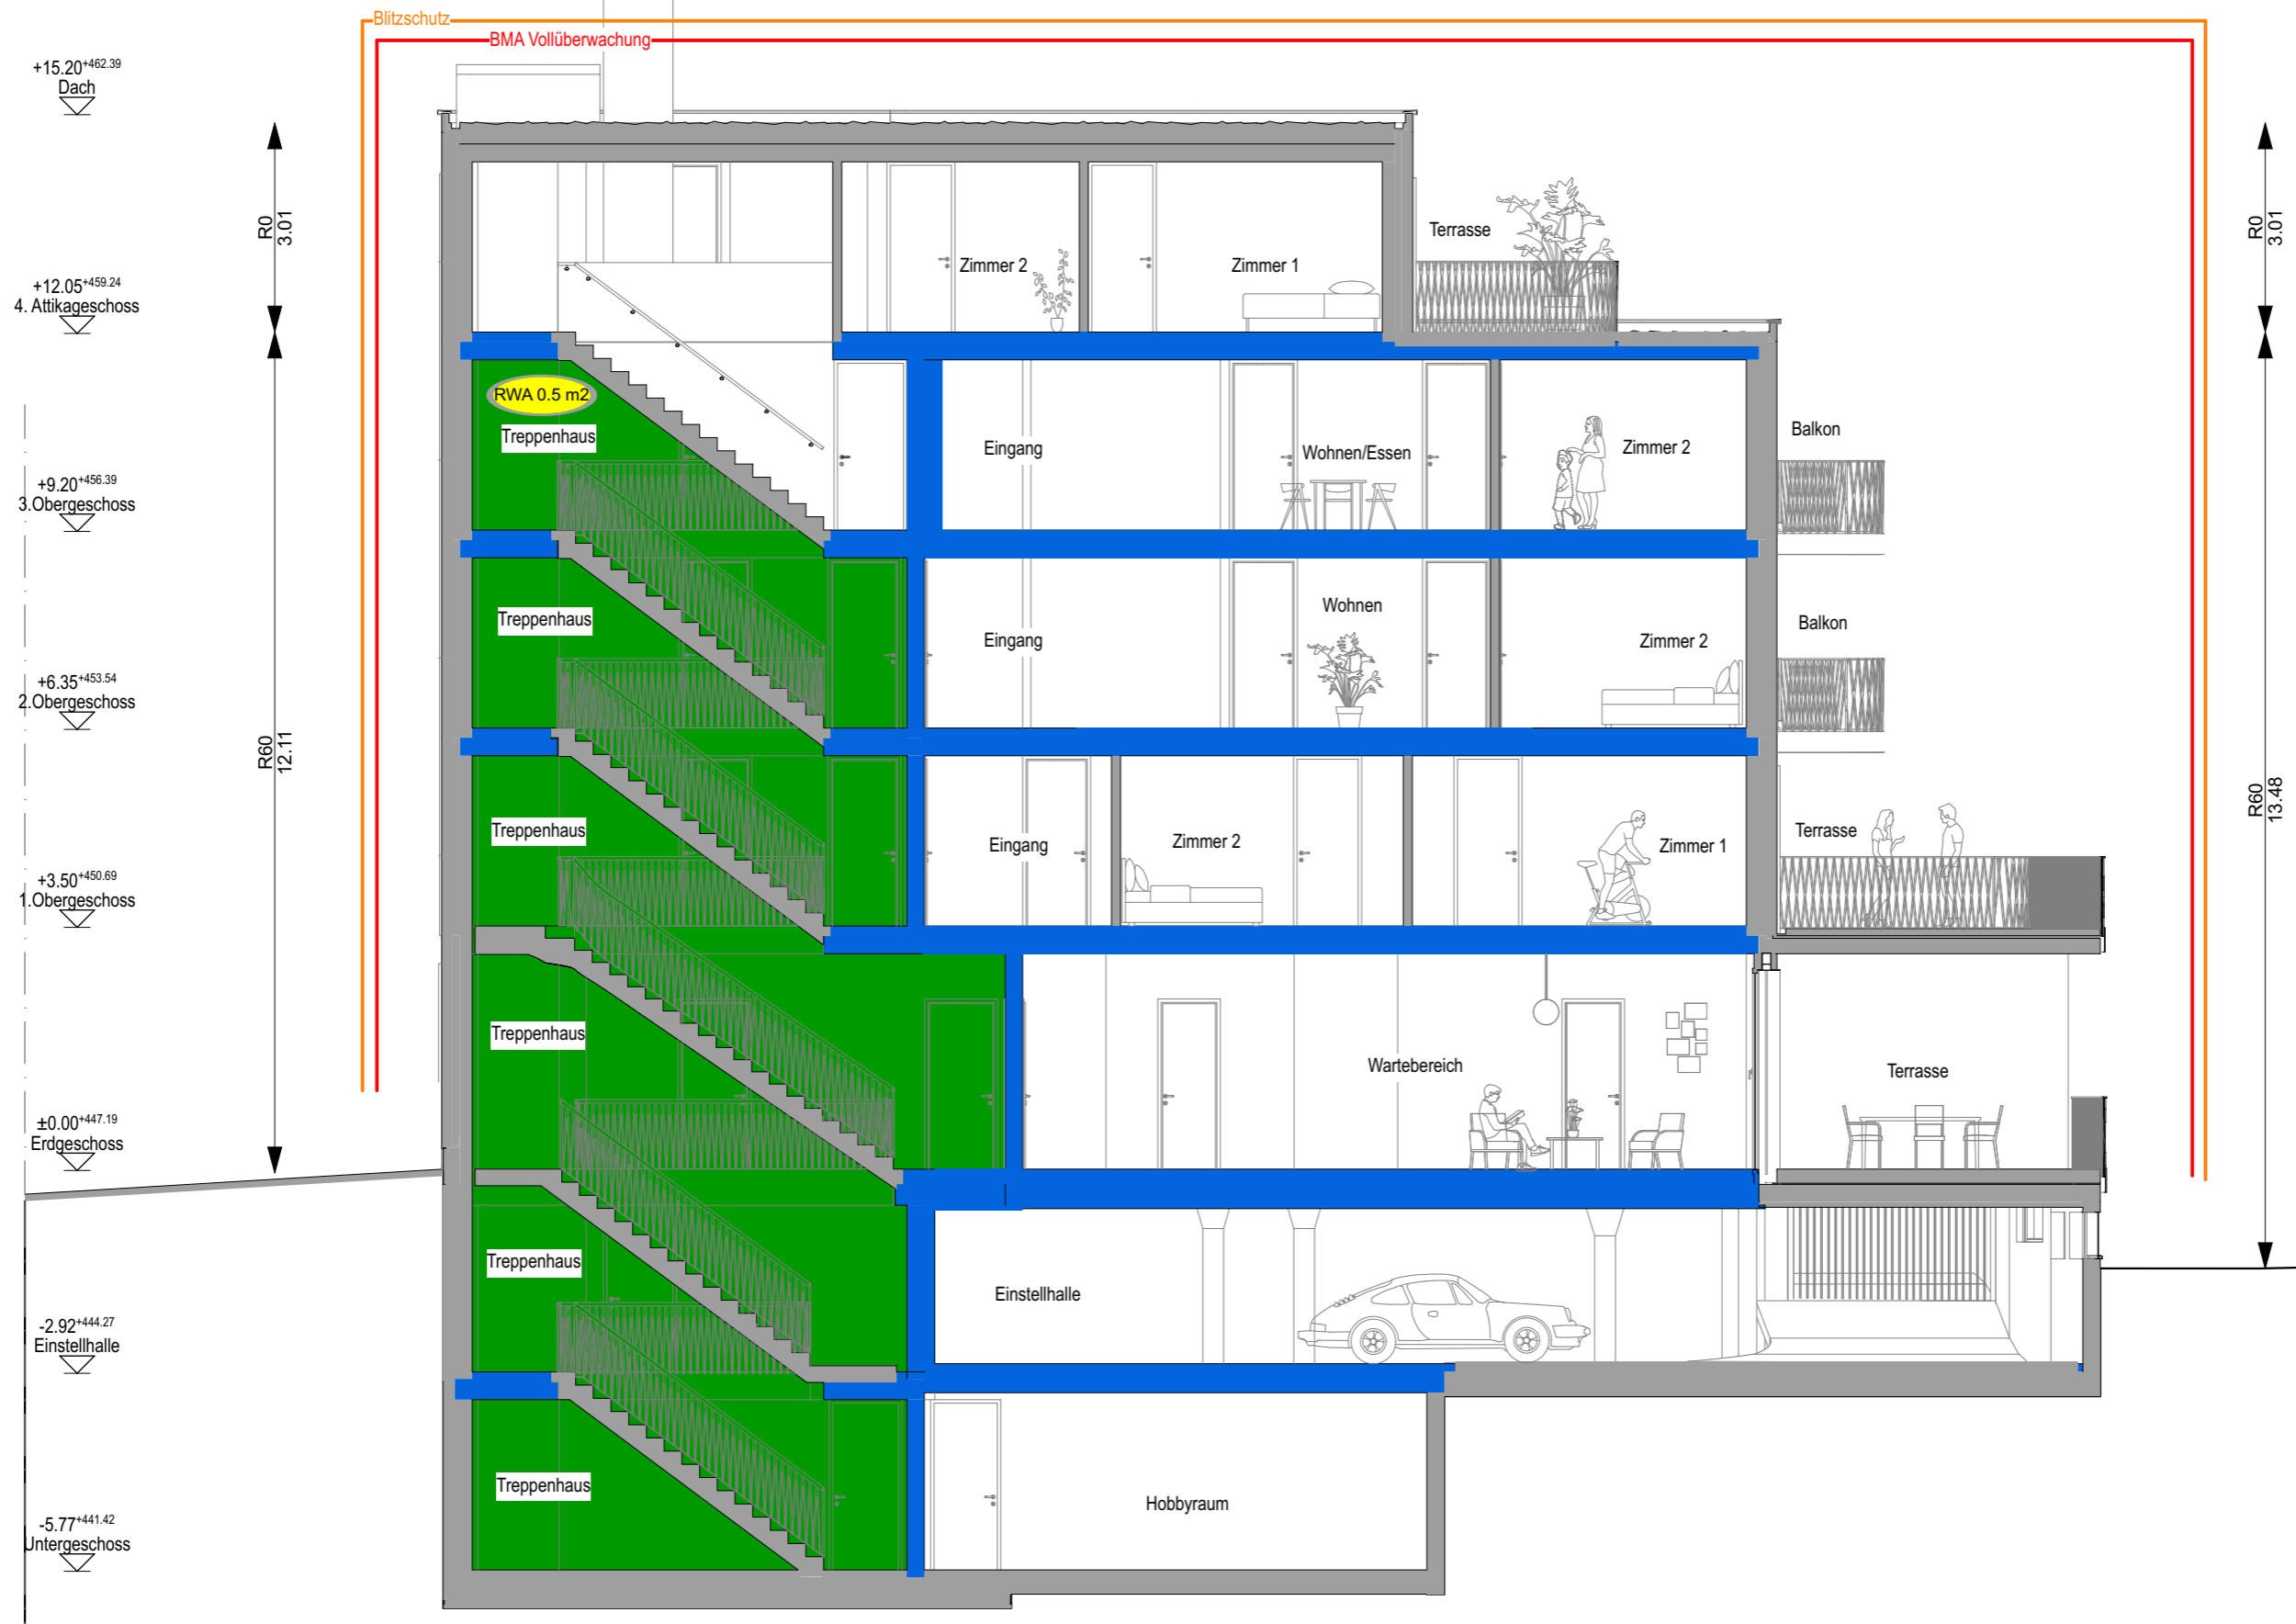 Blitzschutz
BMA Vollüberwachung
+15.20+462.39
Dach
R0
3.01
R0
3.01
Terrasse
Zimmer 2
Zimmer 1
+12.05+459.24
4. Attikageschoss
RWA 0.5 m2
Treppenhaus
Eingang
Wohnen/Essen
Zimmer 2
Balkon
+9.20+456.39
3.Obergeschoss
Treppenhaus
Eingang
Wohnen
Zimmer 2
Balkon
+6.35+453.54
2.Obergeschoss
R60
12.11
R60
13.48
Treppenhaus
Eingang
Zimmer 2
Zimmer 1
Terrasse
+3.50+450.69
1.Obergeschoss
Treppenhaus
Wartebereich
Terrasse
±0.00+447.19
Erdgeschoss
Treppenhaus
Einstellhalle
-2.92+444.27
Einstellhalle
Treppenhaus
Hobbyraum
-5.77+441.42
Untergeschoss